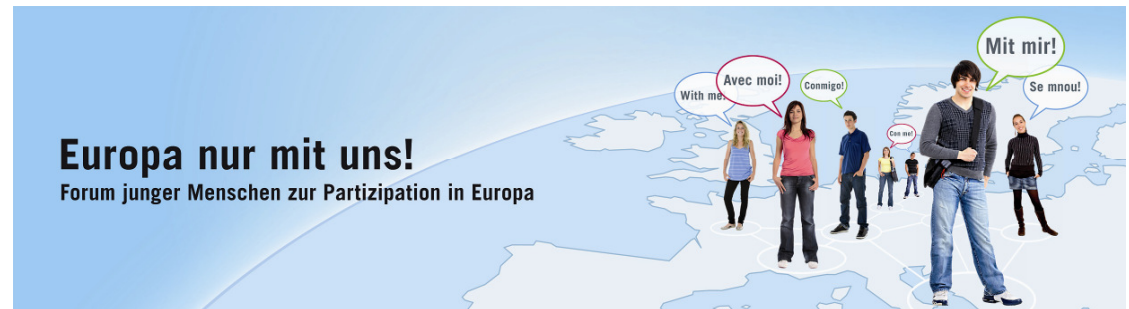 Europa nur mit uns!
Forum junger Menschen zur Partizipation in Europa
With me!
Avec moi!
Conmigo!
Con me!
Mit mir!
Se mnou!